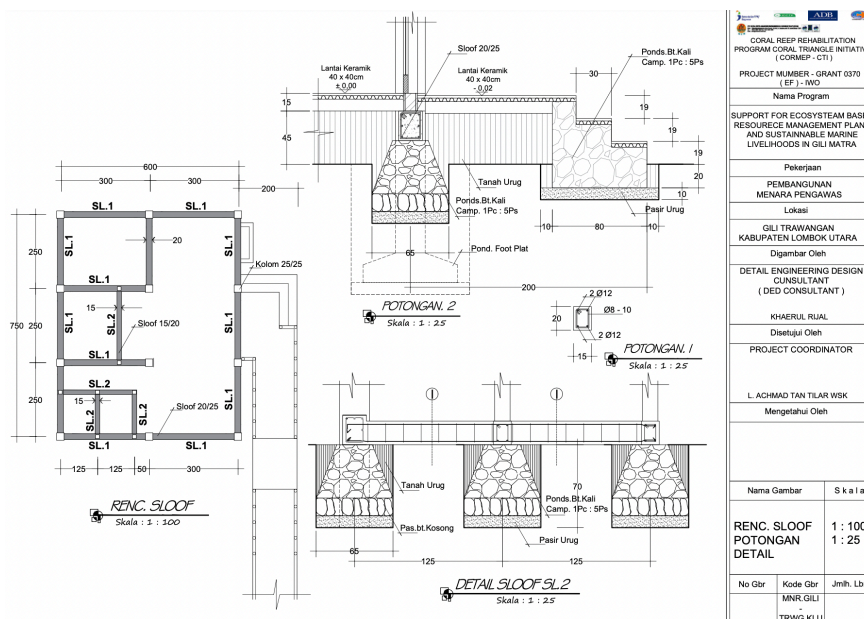 600
300
300
200
SL.1
SL.1
750
250
250
250
SL.1
SL.1
20
SL.1
Kolom 25/25
15
SL.1
SL.2
Sloof 15/20
SL.1
SL.1
SL.2
15
SL.2
SL.2
Sloof 20/25
SL.1
SL.1
SL.1
SL.1
125
125
50
300
RENC. SLOOF
Skala : 1 : 100
Sloof 20/25
Lantai Keramik
40 x 40cm
± 0,00
Lantai Keramik
40 x 40cm
- 0,02
Ponds.Bt.Kali
Camp. 1Pc : 5Ps
30
15
45
19
19
19
20
10
Tanah Urug
Ponds.Bt.Kali
Camp. 1Pc : 5Ps
Pasir Urug
10
80
10
65
Pond. Foot Plat
200
POTONGAN. 2
Skala : 1 : 25
2 Ø12
Ø8 - 10
20
2 Ø12
15
POTONGAN. 1
Skala : 1 : 25
I
I
Tanah Urug
70
Ponds.Bt.Kali
Camp. 1Pc : 5Ps
Pas.bt.Kosong
Pasir Urug
65
125
125
DETAIL SLOOF SL.2
Skala : 1 : 25
ADB
CORAL REEP REHABILITATION
PROGRAM CORAL TRIANGLE INITIATIV
( CORMEP - CTI )
PROJECT MUMBER - GRANT 0370
( EF ) - IWO
Nama Program
SUPPORT FOR ECOSYSTEAM BASE
RESOURECE MANAGEMENT PLAN
AND SUSTAINNABLE MARINE
LIVELIHOODS IN GILI MATRA
Pekerjaan
PEMBANGUNAN
MENARA PENGAWAS
Lokasi
GILI TRAWANGAN
KABUPATEN LOMBOK UTARA
Digambar Oleh
DETAIL ENGINEERING DESIGN
CUNSULTANT
( DED CONSULTANT )
KHAERUL RIJAL
Disetujui Oleh
PROJECT COORDINATOR
L. ACHMAD TAN TILAR WSK
Mengetahui Oleh
Nama Gambar
S k a l a
RENC. SLOOF
POTONGAN
DETAIL
1 : 100
1 : 25
No Gbr
Kode Gbr
Jmlh. Lb
MNR.GILI
-
TRWG.KLU